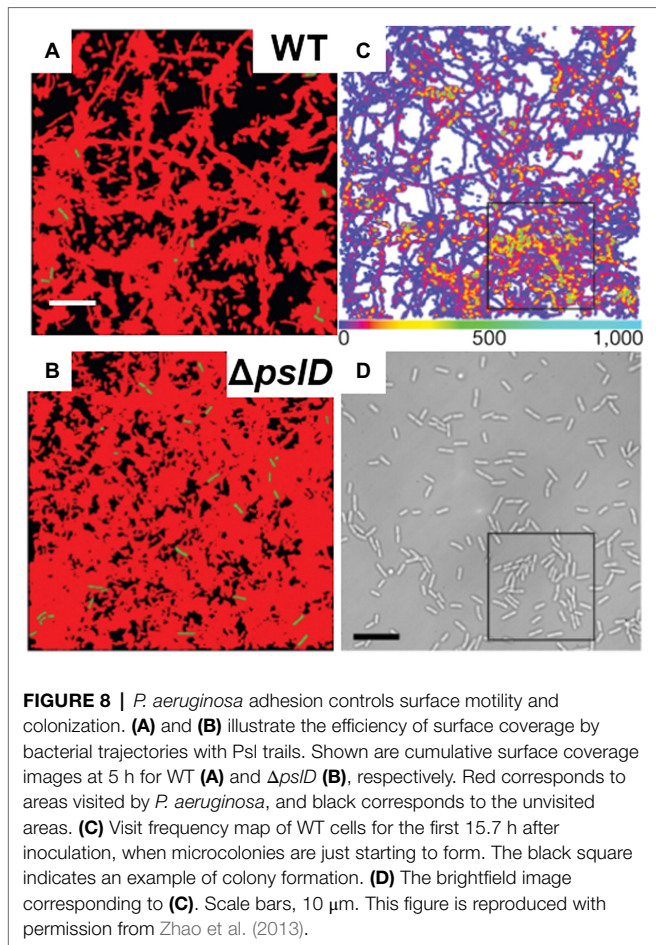 A
WT
C
0
500
1,000
B
ΔpslD
D
FIGURE 8 | P. aeruginosa adhesion controls surface motility and
colonization. (A) and (B) illustrate the efficiency of surface coverage by
bacterial trajectories with Psl trails. Shown are cumulative surface coverage
images at 5 h for WT (A) and ΔpslD (B), respectively. Red corresponds to
areas visited by P. aeruginosa, and black corresponds to the unvisited
areas. (C) Visit frequency map of WT cells for the first 15.7 h after
inoculation, when microcolonies are just starting to form. The black square
indicates an example of colony formation. (D) The brightfield image
corresponding to (C). Scale bars, 10 μm. This figure is reproduced with
permission from Zhao et al. (2013).